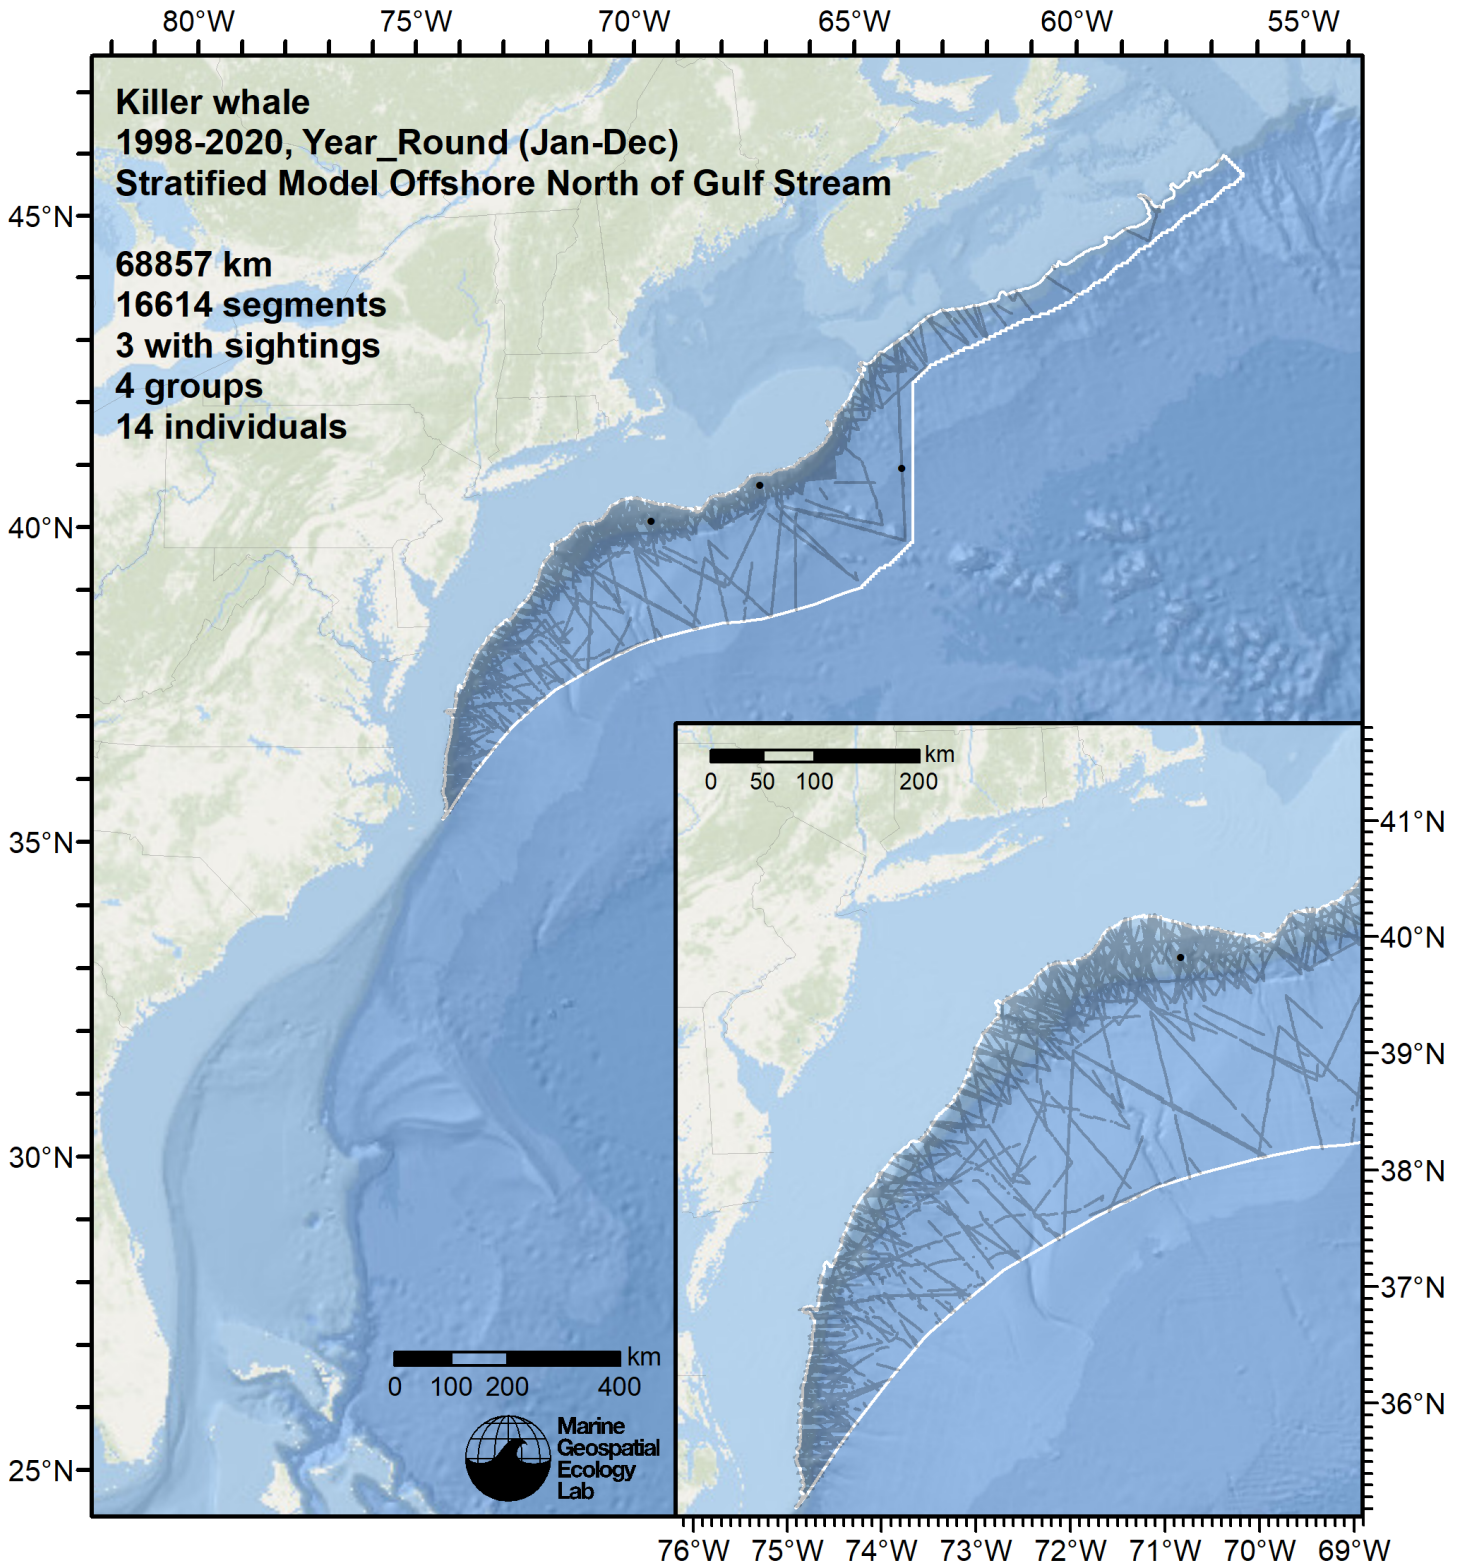 80°W 75°W 70°W 65°W 60°W 55°W
Killer whale
1998-2020, Year_Round (Jan-Dec)
Stratified Model Offshore North of Gulf Stream
68857 km
16614 segments
3 with sightings
4 groups
14 individuals
45°N
40°N
35°N
30°N
25°N
km
0 50 100 200
41°N
40°N
39°N
38°N
37°N
36°N
km
0 100 200 400
Marine
Geospatial
Ecology
Lab
76°W 75°W 74°W 73°W 72°W 71°W 70°W 69°W